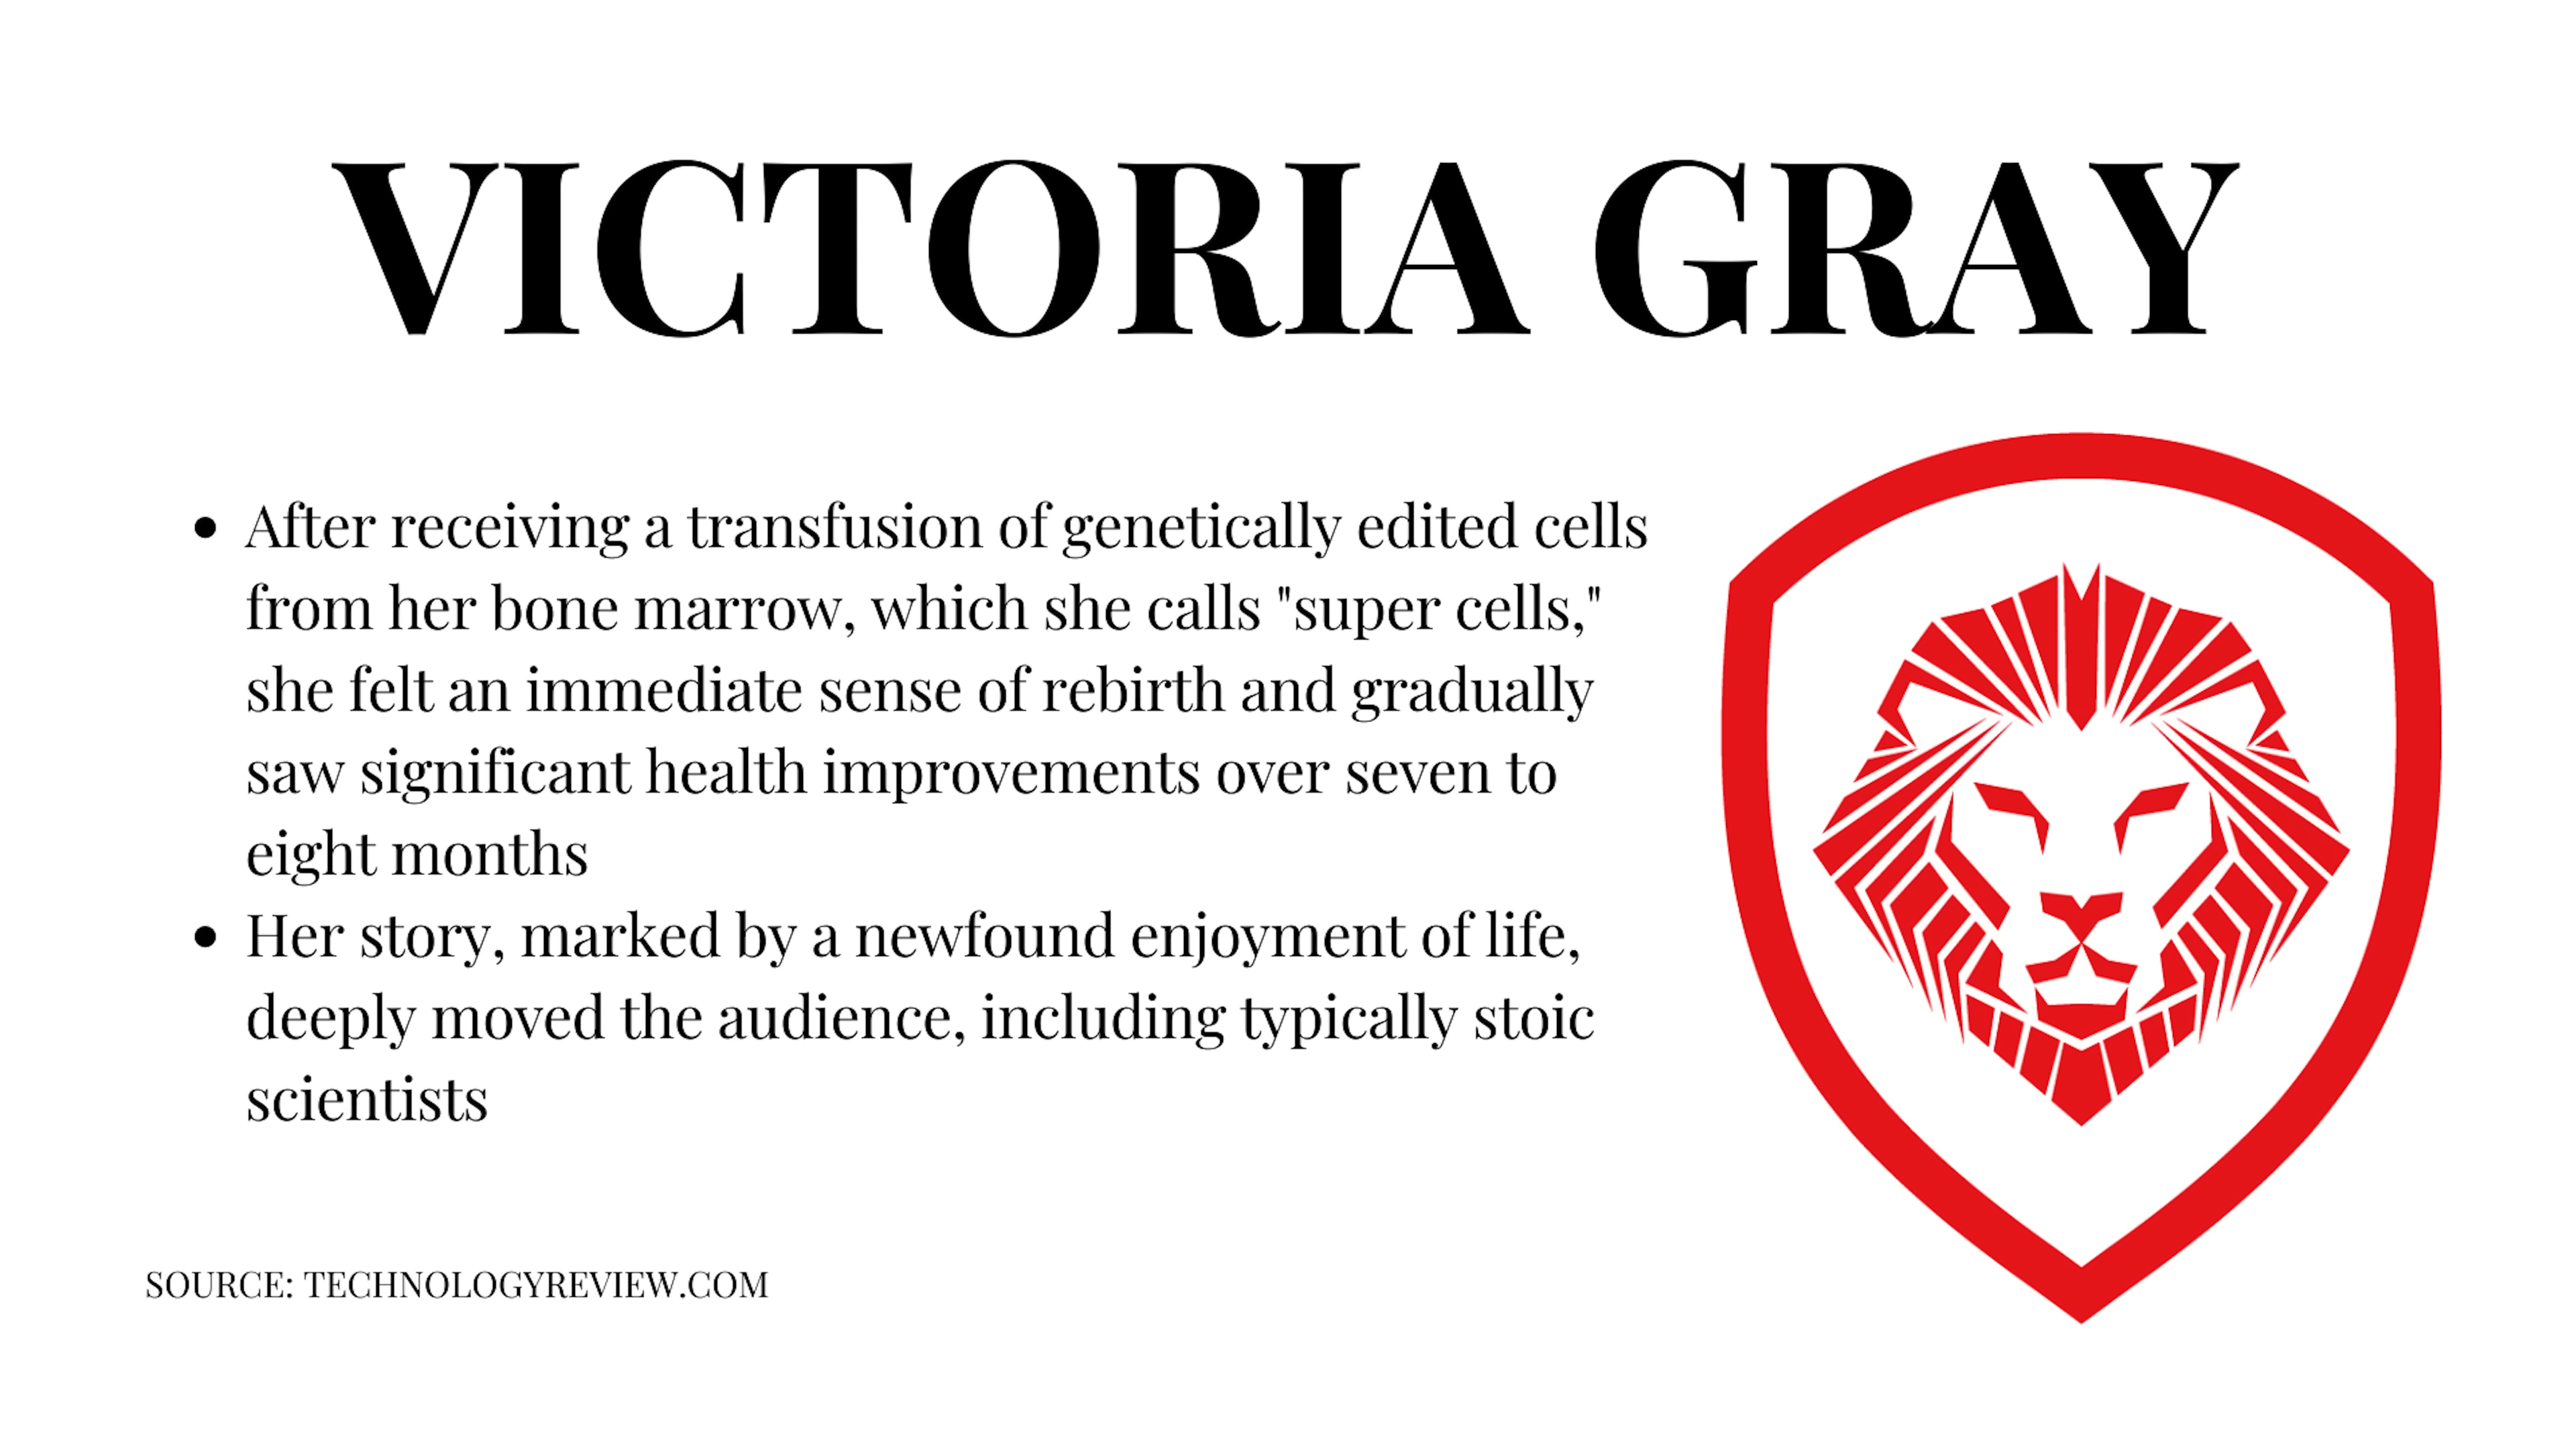 VICTORIA GRAY
• After receiving a transfusion of genetically edited cells
from her bone marrow, which she calls "super cells,"
she felt an immediate sense of rebirth and gradually
saw significant health improvements over seven to
eight months
• Her story, marked by a newfound enjoyment of life,
deeply moved the audience, including typically stoic
scientists
SOURCE: TECHNOLOGYREVIEW.COM